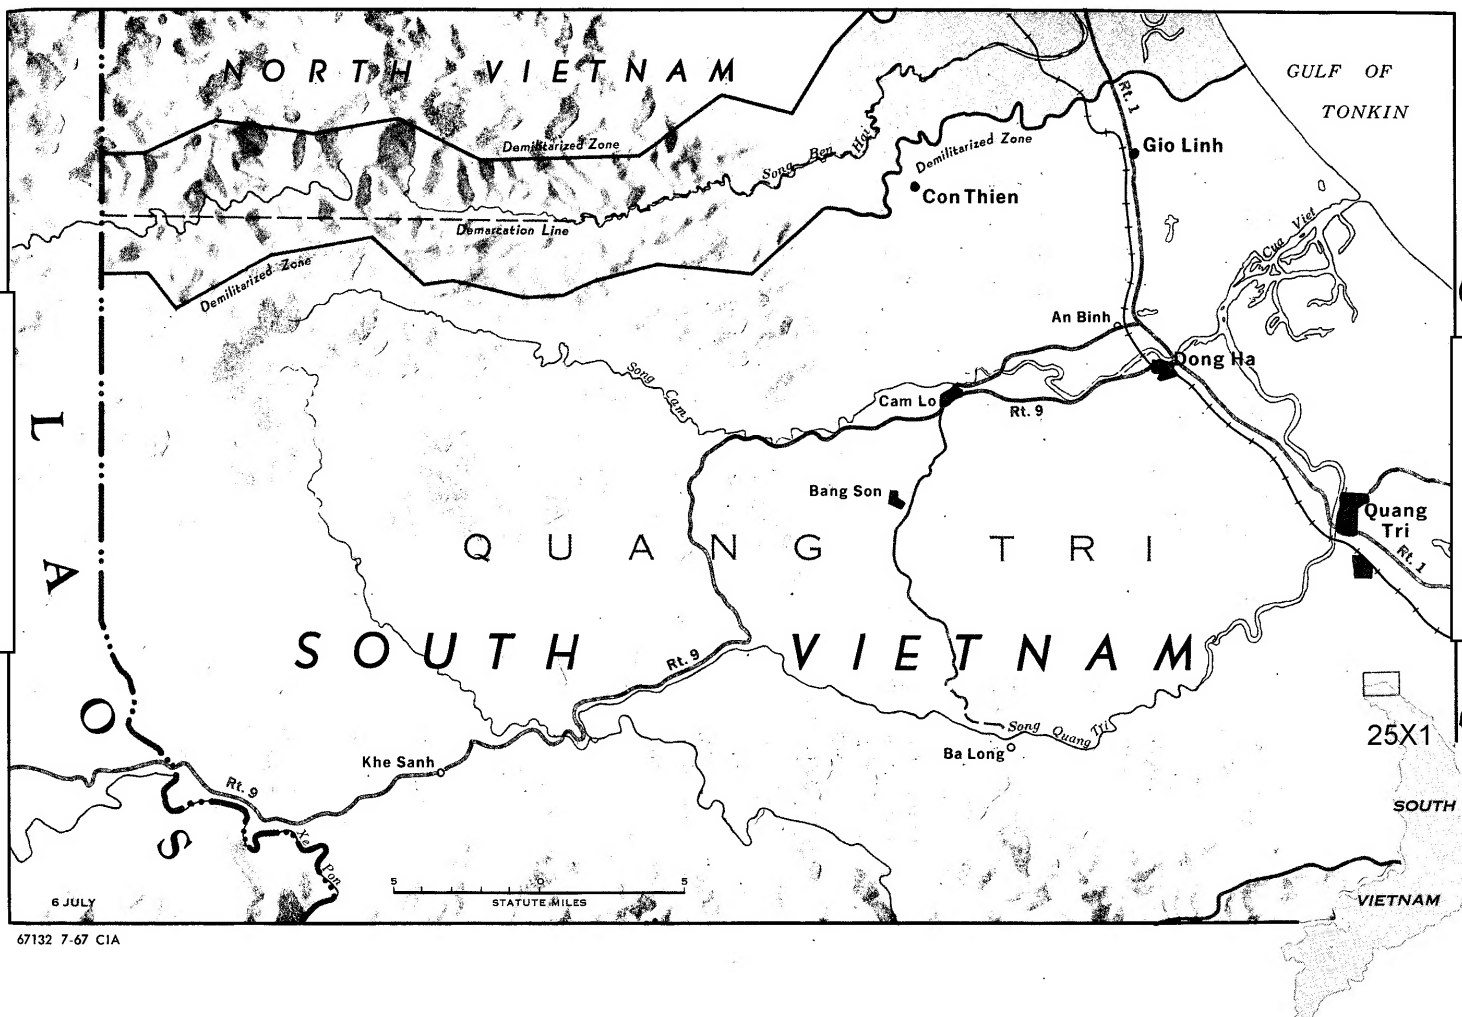 NORTH VIETNAM
GULF OF
TONKIN
Rt. 1
Demilitarized Zone
Song Ben Hai
Demilitarized Zone
Gio Linh
Con Thien
Demarcation Line
Cua Viet
Demilitarized Zone
An Binh
Dong Ha
Song Cam
Cam Lo
Rt. 9
LAOS
Bang Son
Quang
Tri
QUANG TRI
Rt. 1
SOUTH VIETNAM
Rt. 9
Song Quang Tri
25X1
Ba Long
Khe Sanh
Rt. 9
SOUTH
Xe Pon
5 0 5
STATUTE MILES
6 JULY
VIETNAM
67132 7-67 CIA